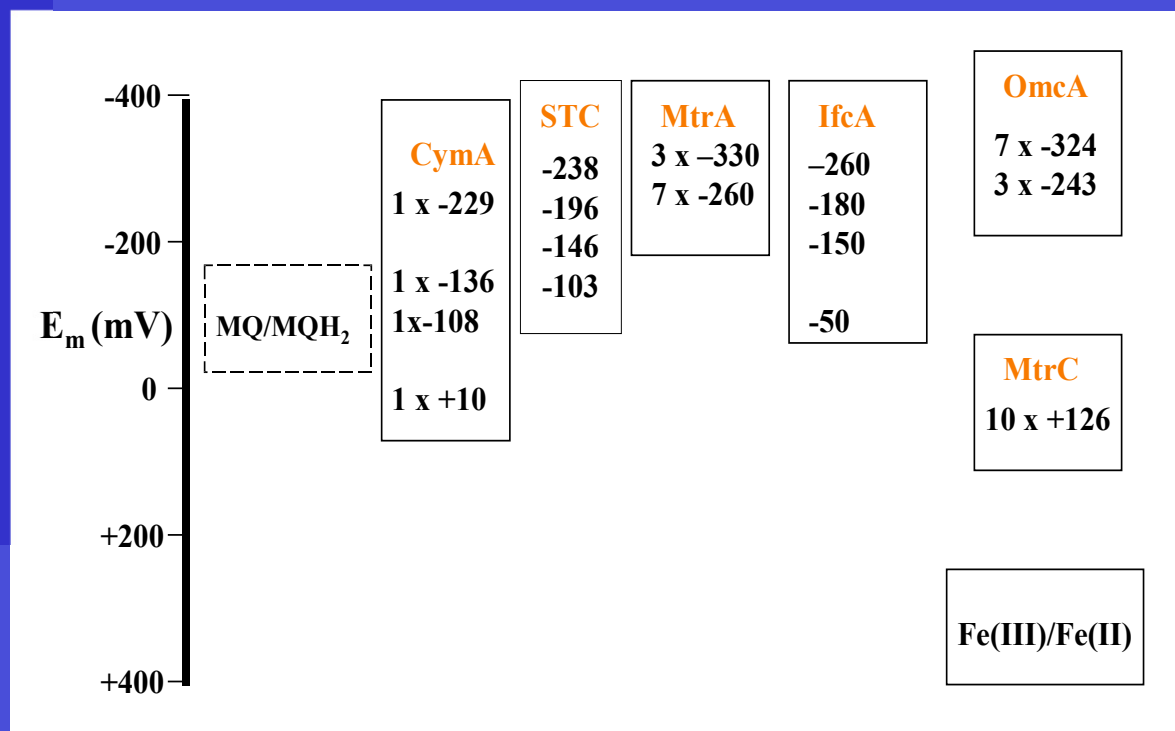 -400
-200
E_m (mV)
0
+200
+400
MQ/MQH₂
CymA
1 x -229
1 x -136
1x-108
1 x +10
STC
-238
-196
-146
-103
MtrA
3 x –330
7 x -260
IfcA
–260
-180
-150
-50
OmcA
7 x -324
3 x -243
MtrC
10 x +126
Fe(III)/Fe(II)